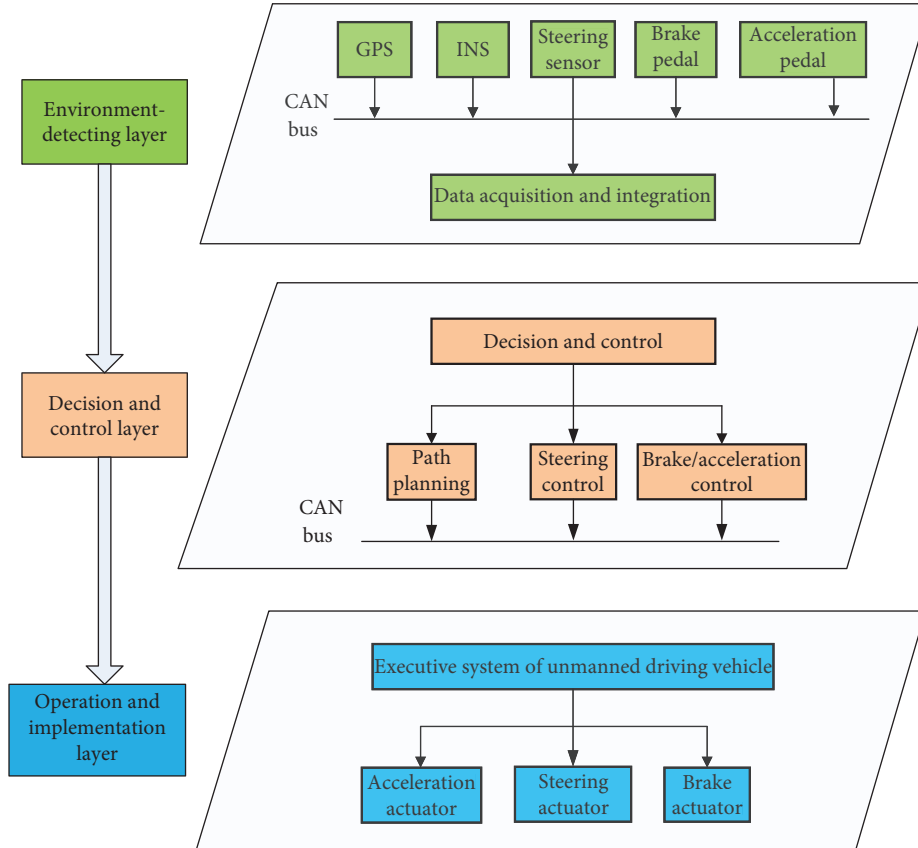 GPS
INS
Steering
sensor
Brake
pedal
Acceleration
pedal
CAN
bus
Environment-
detecting layer
Data acquisition and integration
Decision and control
Decision and
control layer
Path
planning
Steering
control
Brake/acceleration
control
CAN
bus
Executive system of unmanned driving vehicle
Operation and
implementation
layer
Acceleration
actuator
Steering
actuator
Brake
actuator